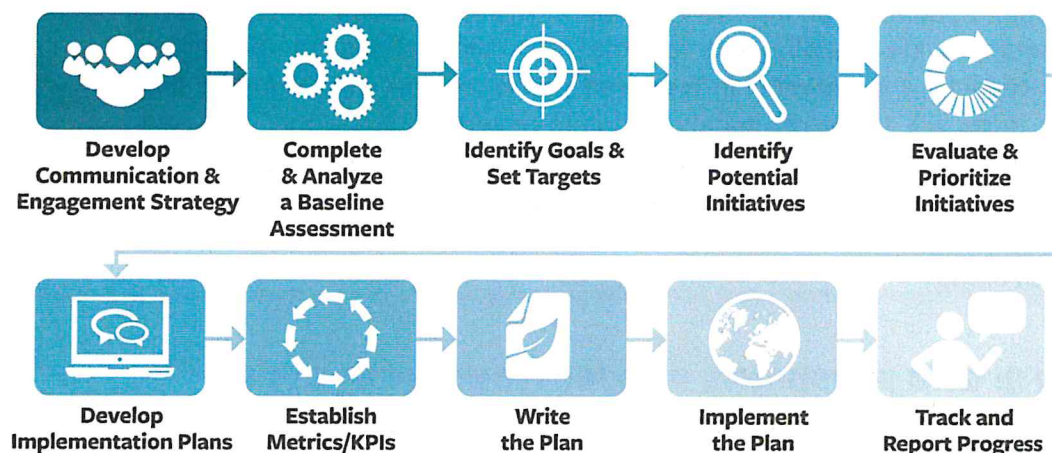 Develop
Communication &
Engagement Strategy
Complete
& Analyze
a Baseline
Assessment
Identify Goals &
Set Targets
Identify
Potential
Initiatives
Evaluate &
Prioritize
Initiatives
Develop
Implementation Plans
Establish
Metrics/KPIs
Write
the Plan
Implement
the Plan
Track and
Report Progress